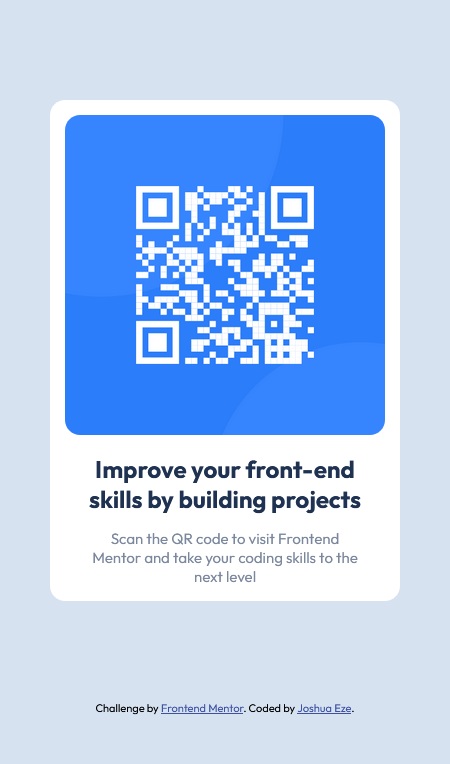 Improve your front-end
skills by building projects
Scan the QR code to visit Frontend
Mentor and take your coding skills to the
next level
Challenge by Frontend Mentor. Coded by Joshua Eze.